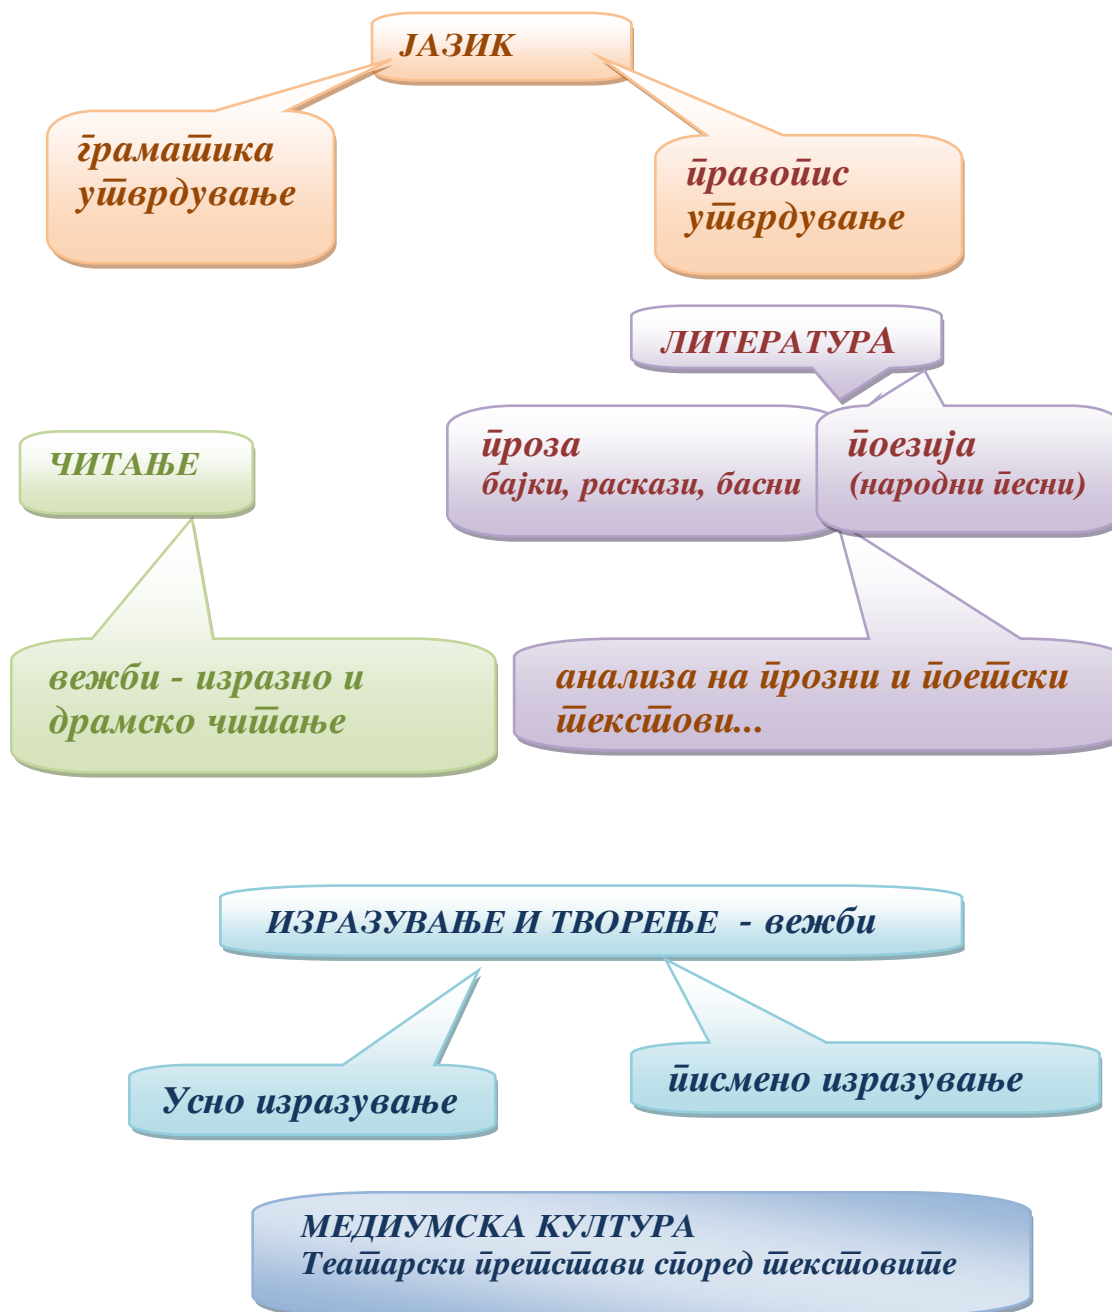 ЈАЗИК
граматика
утврдување
правопис
утврдување
ЛИТЕРАТУРА
проза
бајки, раскази, басни
поезија
(народни песни)
ЧИТАЊЕ
вежби - изразно и
драмско читање
анализа на прозни и поетски
текстови...
ИЗРАЗУВАЊЕ И ТВОРЕЊЕ - вежби
Усно изразување
писмено изразување
МЕДИУМСКА КУЛТУРА
Театарски претстави според текстовите